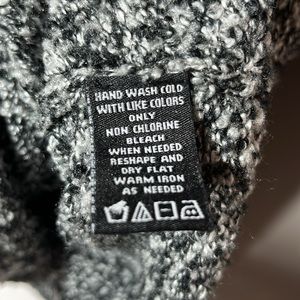 HAND WASH COLD
WITH LIKE COLORS
ONLY
NON CHLORINE
BLEACH
WHEN NEEDED
RESHAPE AND
DRY FLAT
WARM IRON
AS NEEDED